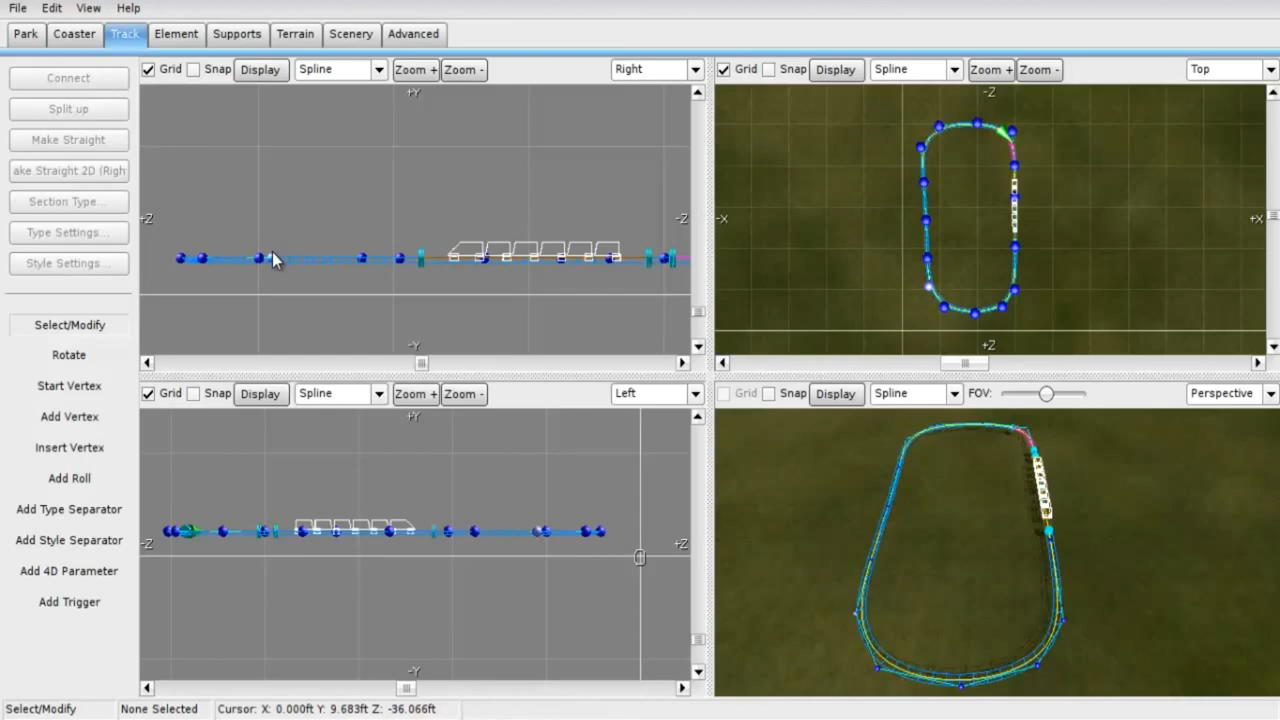 File Edit View Help
Park Coaster Track Element Supports Terrain Scenery Advanced
Connect
Split up
Make Straight
ake Straight 2D (Righ
Section Type...
Type Settings...
Style Settings...
Select/Modify
Rotate
Start Vertex
Add Vertex
Insert Vertex
Add Roll
Add Type Separator
Add Style Separator
Add 4D Parameter
Add Trigger
Grid Snap Display Spline Zoom + Zoom - Right
+Y
+Z -Z
-Y
Grid Snap Display Spline Zoom + Zoom - Top
-Z
-X +X
+Z
Grid Snap Display Spline Zoom + Zoom - Left
+Y
-Z +Z
-Y
Grid Snap Display Spline FOV: Perspective
Select/Modify None Selected Cursor: X: 0.000ft Y: 9.683ft Z: -36.066ft